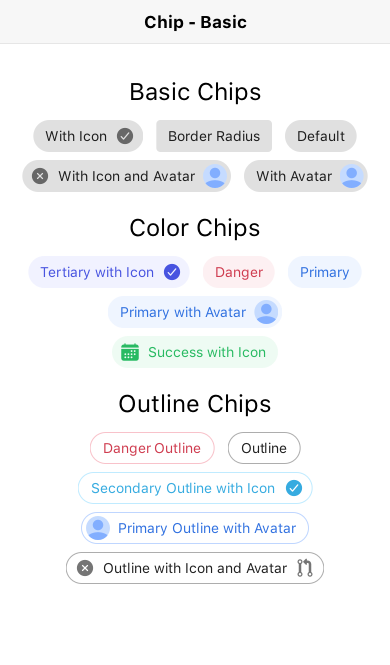 Chip - Basic
Basic Chips
With Icon Border Radius Default
With Icon and Avatar With Avatar
Color Chips
Tertiary with Icon Danger Primary
Primary with Avatar
Success with Icon
Outline Chips
Danger Outline Outline
Secondary Outline with Icon
Primary Outline with Avatar
Outline with Icon and Avatar